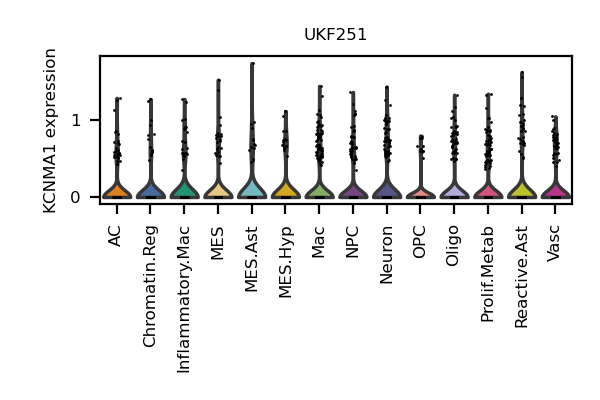 UKF251
KCNMA1 expression
1
0
AC
Chromatin.Reg
Inflammatory.Mac
MES
MES.Ast
MES.Hyp
Mac
NPC
Neuron
OPC
Oligo
Prolif.Metab
Reactive.Ast
Vasc